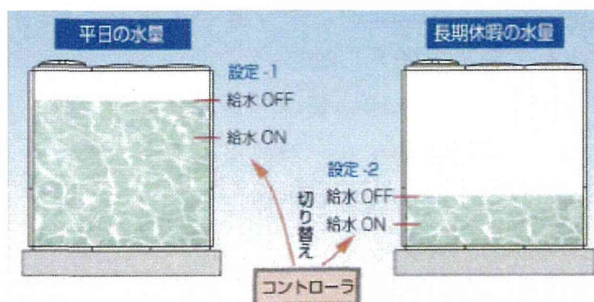 平日の水量
長期休暇の水量
設定-1
給水 OFF
給水 ON
設定-2
給水 OFF
給水 ON
切り替え
コントローラ